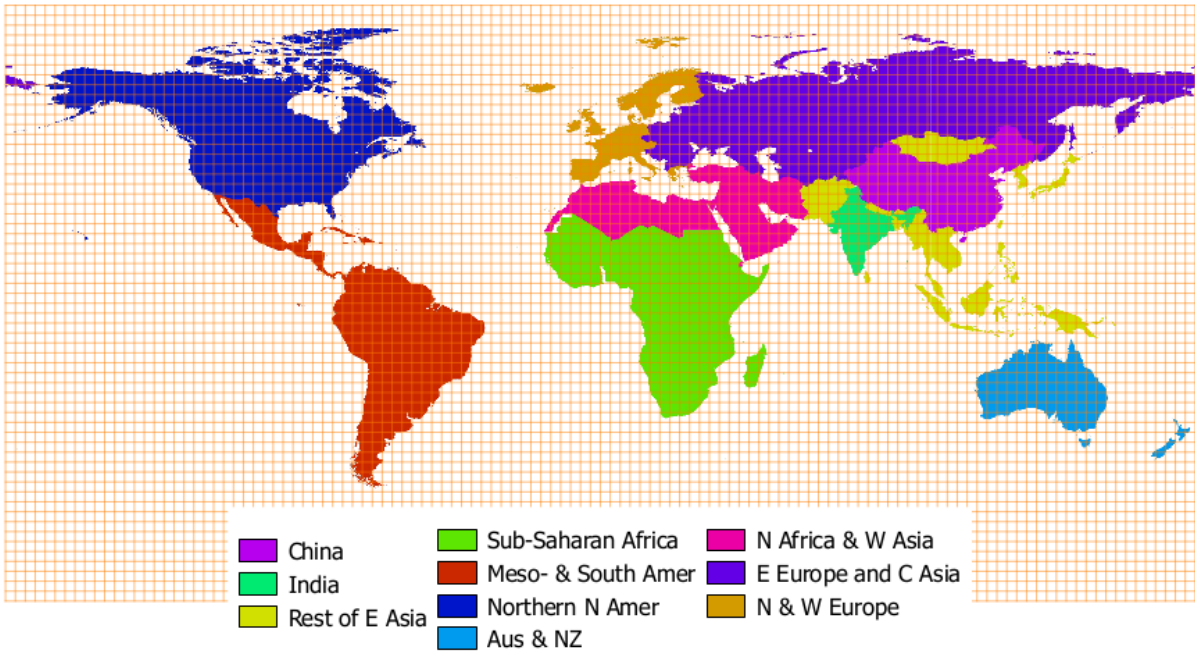 China
India
Rest of E Asia
Sub-Saharan Africa
Meso- & South Amer
Northern N Amer
Aus & NZ
N Africa & W Asia
E Europe and C Asia
N & W Europe